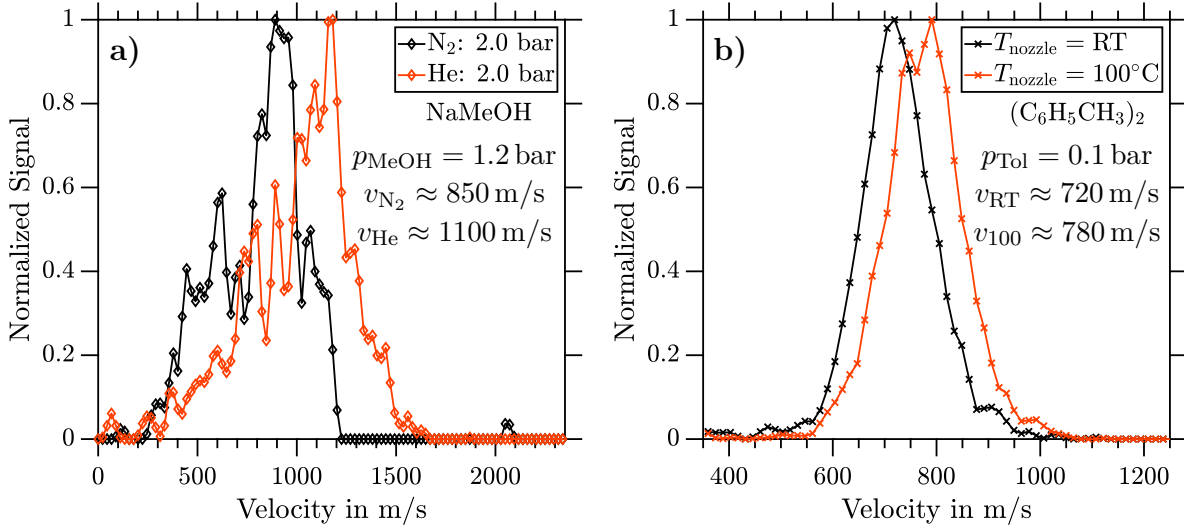 a)
N₂: 2.0 bar
He: 2.0 bar
NaMeOH
p_MeOH = 1.2 bar
v_N₂ ≈ 850 m/s
v_He ≈ 1100 m/s
Normalized Signal
1
0.8
0.6
0.4
0.2
0
0 500 1000 1500 2000
Velocity in m/s
b)
T_nozzle = RT
T_nozzle = 100°C
(C₆H₅CH₃)₂
p_Tol = 0.1 bar
v_RT ≈ 720 m/s
v_100 ≈ 780 m/s
Normalized Signal
1
0.8
0.6
0.4
0.2
0
400 600 800 1000 1200
Velocity in m/s